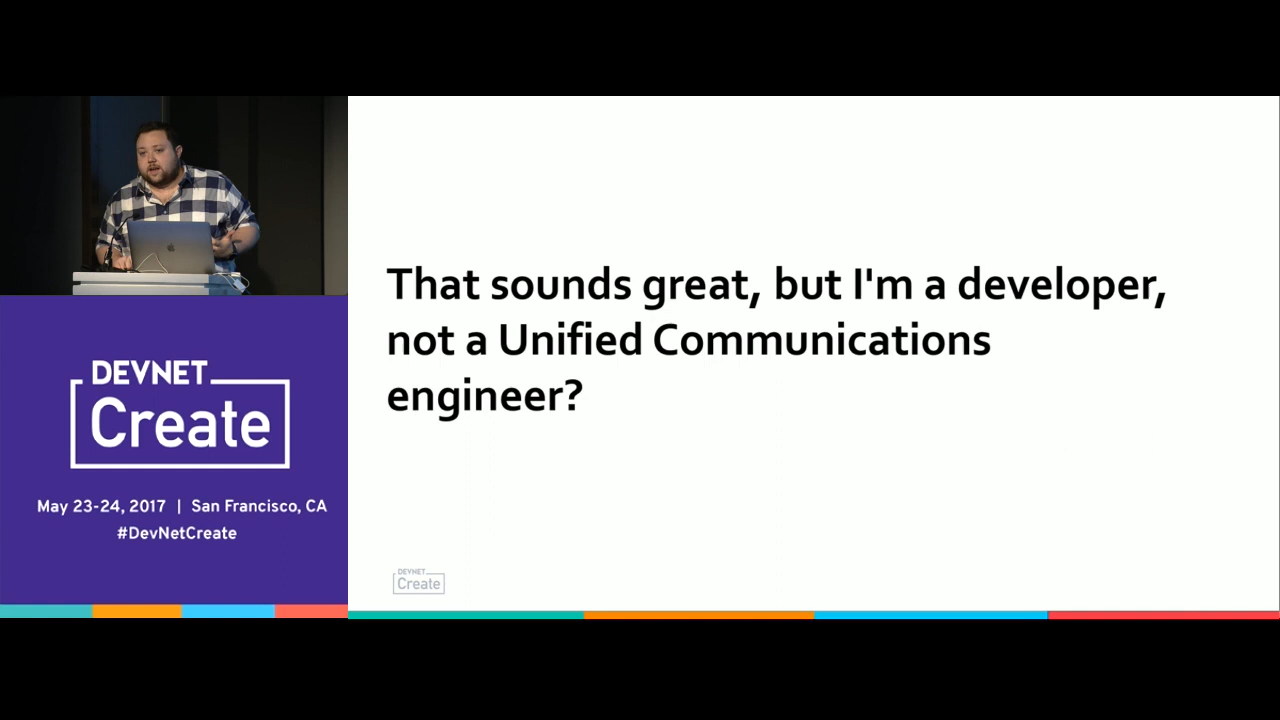 That sounds great, but I'm a developer,
not a Unified Communications
engineer?
DEVNET
Create
May 23-24, 2017 | San Francisco, CA
#DevNetCreate
DEVNET
Create